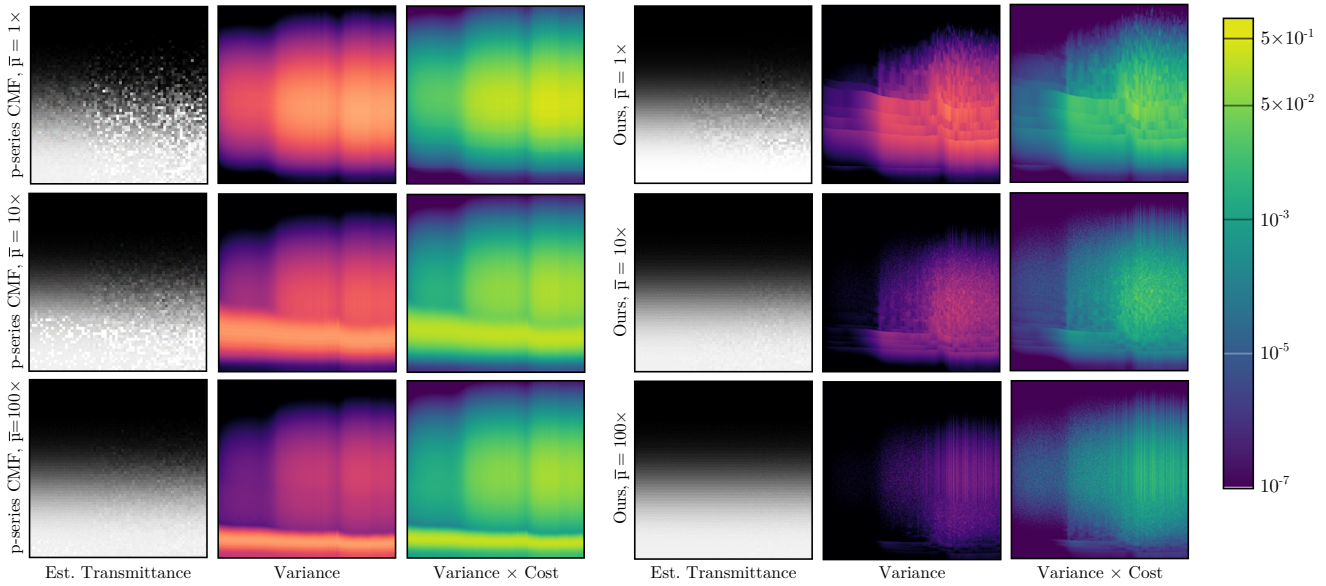 p-series CMF, μ̄ = 1×
Ours, μ̄ = 1×
5×10⁻¹
5×10⁻²
10⁻³
10⁻⁵
10⁻⁷
p-series CMF, μ̄ = 10×
Ours, μ̄ = 10×
p-series CMF, μ̄=100×
Ours, μ̄ = 100×
Est. Transmittance
Variance
Variance × Cost
Est. Transmittance
Variance
Variance × Cost